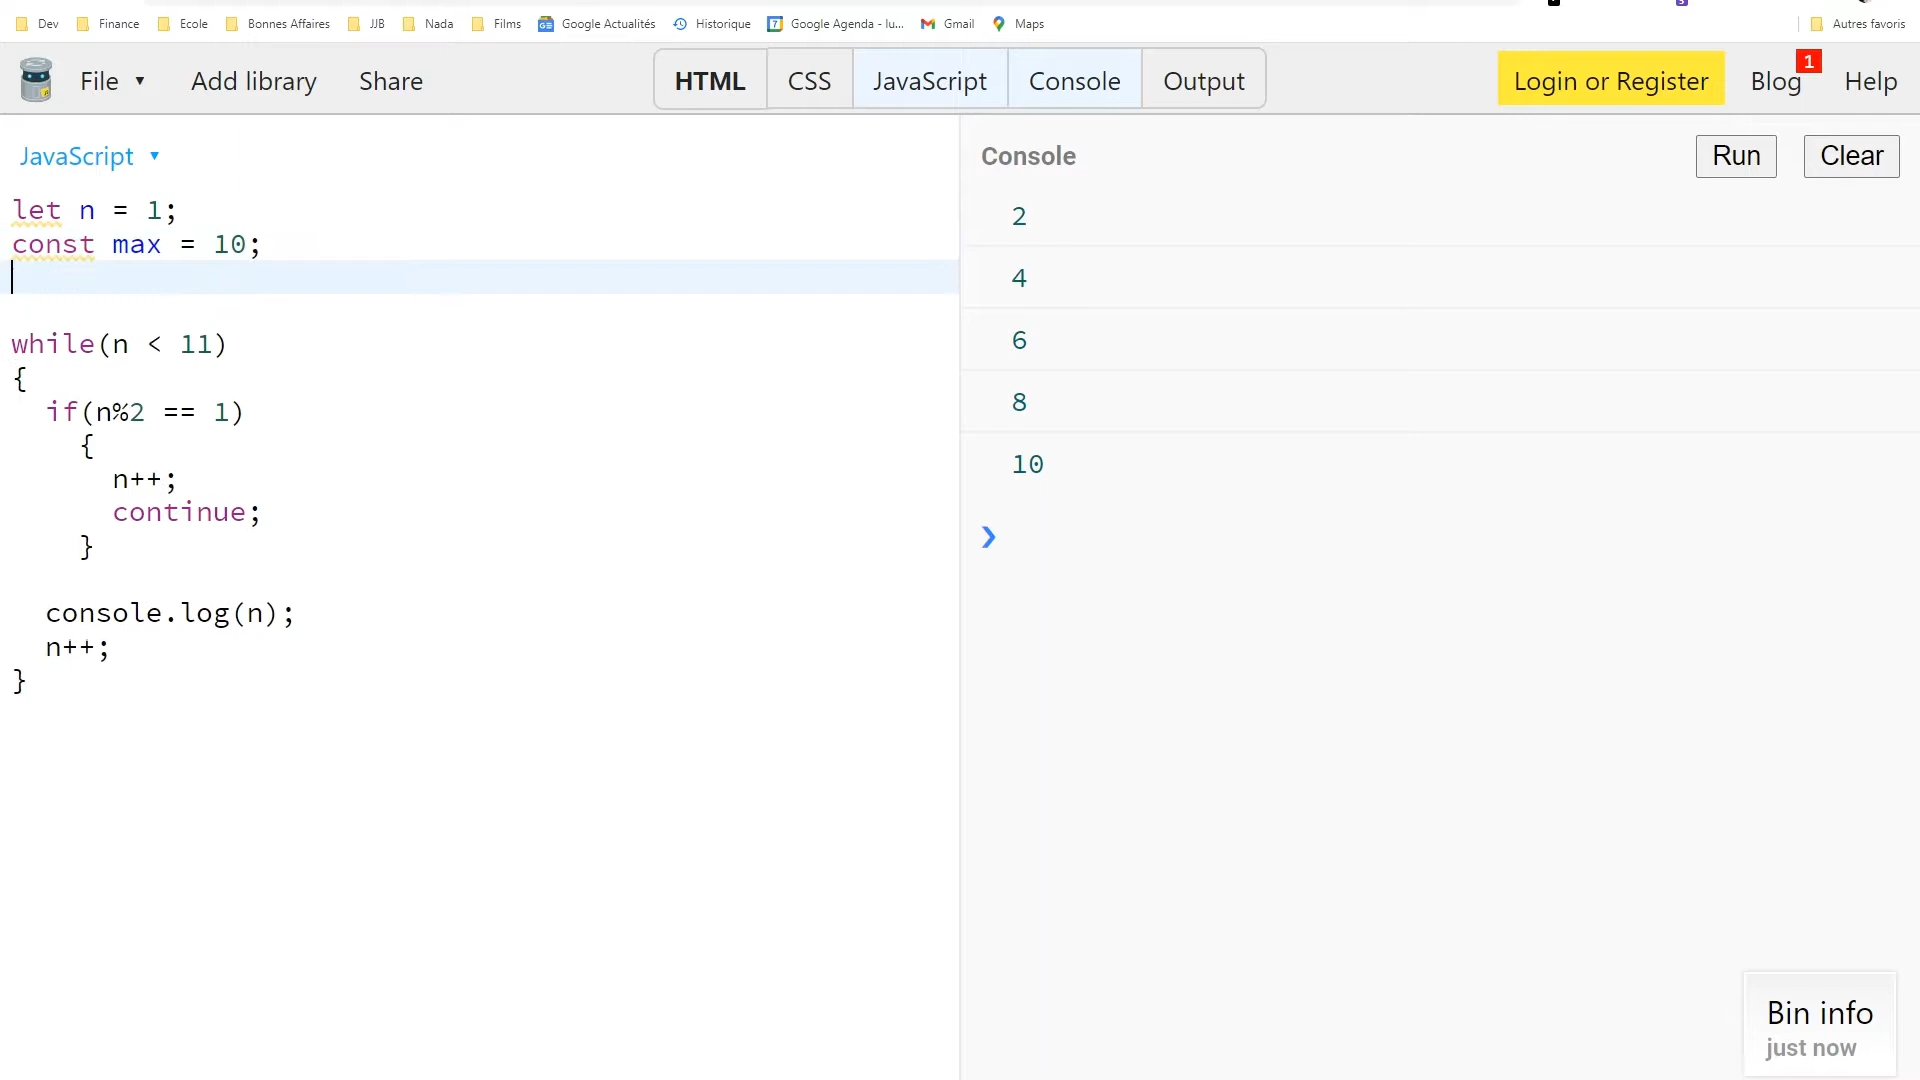 Dev Finance Ecole Bonnes Affaires JJB Nada Films Google Actualités Historique Google Agenda - lu... Gmail Maps Autres favoris
File ▼ Add library Share HTML CSS JavaScript Console Output Login or Register Blog 1 Help
JavaScript ▼
let n = 1;
const max = 10;
while(n < 11)
{
if(n%2 == 1)
{
n++;
continue;
}
console.log(n);
n++;
}
Console Run Clear
2
4
6
8
10
❯
Bin info
just now